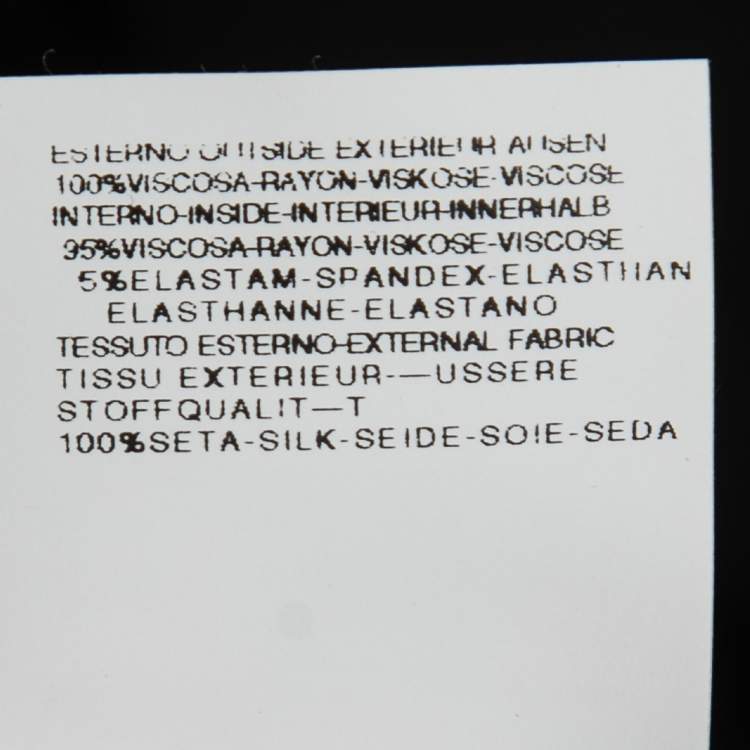 ESTERNO OUTSIDE EXTERIEUR AUSEN
100%VISCOSA-RAYON-VISKOSE-VISCOSE
INTERNO-INSIDE-INTERIEUR-INNERHALB
95%VISCOSA-RAYON-VISKOSE-VISCOSE
5%ELASTAM-SPANDEX-ELASTHAN
ELASTHANNE-ELASTANO
TESSUTO ESTERNO-EXTERNAL FABRIC
TISSU EXTERIEUR-—USSERE
STOFFQUALIT—T
100%SETA-SILK-SEIDE-SOIE-SEDA